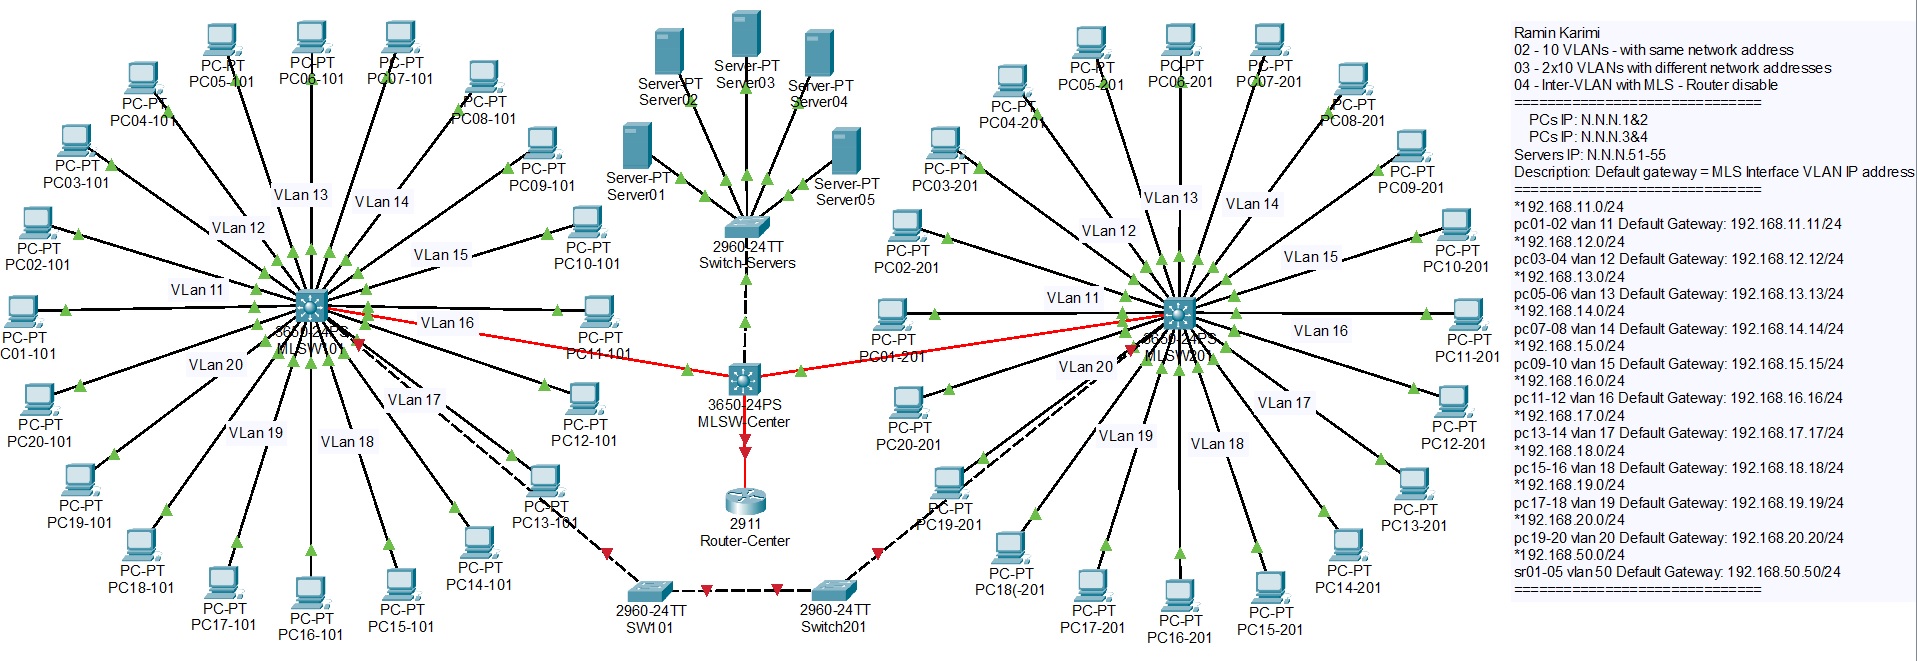 PC-PT
PC05-101
PC-PT
PC06-101
PC-PT
PC07-101
PC-PT
PC04-101
PC-PT
PC08-101
PC-PT
PC03-101
PC-PT
PC09-101
PC-PT
PC02-101
PC-PT
PC10-101
PC-PT
C01-101
PC-PT
PC11-101
PC-PT
PC20-101
PC-PT
PC12-101
PC-PT
PC19-101
PC-PT
PC13-101
PC-PT
PC18-101
PC-PT
PC14-101
PC-PT
PC17-101
PC-PT
PC16-101
PC-PT
PC15-101
VLan 13
VLan 14
VLan 12
VLan 15
VLan 11
VLan 16
VLan 20
VLan 17
VLan 19
VLan 18
3650-24PS
MLSW101
Server-PT
Server02
Server-PT
Server03
Server-PT
Server04
Server-PT
Server01
Server-PT
Server05
2960-24TT
Switch-Servers
3650-24PS
MLSW-Center
2911
Router-Center
2960-24TT
SW101
2960-24TT
Switch201
PC-PT
PC05-201
PC-PT
PC06-201
PC-PT
PC07-201
PC-PT
PC04-201
PC-PT
PC08-201
PC-PT
PC03-201
PC-PT
PC09-201
PC-PT
PC02-201
PC-PT
PC10-201
PC-PT
PC01-201
PC-PT
PC11-201
PC-PT
PC20-201
PC-PT
PC12-201
PC-PT
PC19-201
PC-PT
PC13-201
PC-PT
PC18(-201
PC-PT
PC14-201
PC-PT
PC17-201
PC-PT
PC16-201
PC-PT
PC15-201
VLan 13
VLan 14
VLan 12
VLan 15
VLan 11
VLan 16
VLan 20
VLan 17
VLan 19
VLan 18
3650-24PS
MLSW201
Ramin Karimi
02 - 10 VLANs - with same network address
03 - 2x10 VLANs with different network addresses
04 - Inter-VLAN with MLS - Router disable
=============================
PCs IP: N.N.N.1&2
PCs IP: N.N.N.3&4
Servers IP: N.N.N.51-55
Description: Default gateway = MLS Interface VLAN IP address
=============================
*192.168.11.0/24
pc01-02 vlan 11 Default Gateway: 192.168.11.11/24
*192.168.12.0/24
pc03-04 vlan 12 Default Gateway: 192.168.12.12/24
*192.168.13.0/24
pc05-06 vlan 13 Default Gateway: 192.168.13.13/24
*192.168.14.0/24
pc07-08 vlan 14 Default Gateway: 192.168.14.14/24
*192.168.15.0/24
pc09-10 vlan 15 Default Gateway: 192.168.15.15/24
*192.168.16.0/24
pc11-12 vlan 16 Default Gateway: 192.168.16.16/24
*192.168.17.0/24
pc13-14 vlan 17 Default Gateway: 192.168.17.17/24
*192.168.18.0/24
pc15-16 vlan 18 Default Gateway: 192.168.18.18/24
*192.168.19.0/24
pc17-18 vlan 19 Default Gateway: 192.168.19.19/24
*192.168.20.0/24
pc19-20 vlan 20 Default Gateway: 192.168.20.20/24
*192.168.50.0/24
sr01-05 vlan 50 Default Gateway: 192.168.50.50/24
=============================